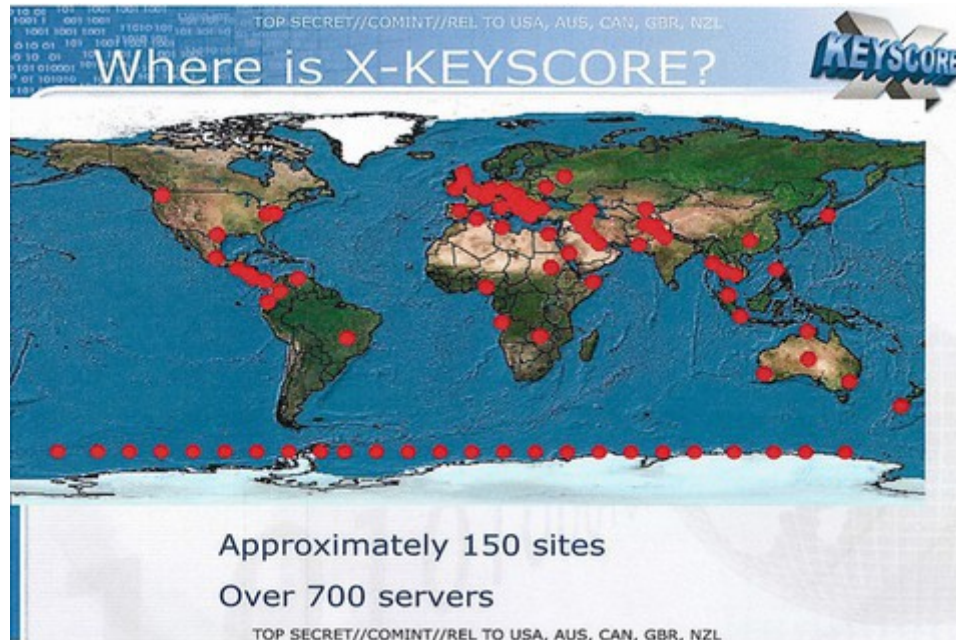 TOP SECRET//COMINT//REL TO USA, AUS, CAN, GBR, NZL
Where is X-KEYSCORE?
X KEYSCORE
Approximately 150 sites
Over 700 servers
TOP SECRET//COMINT//REL TO USA, AUS, CAN, GBR, NZL